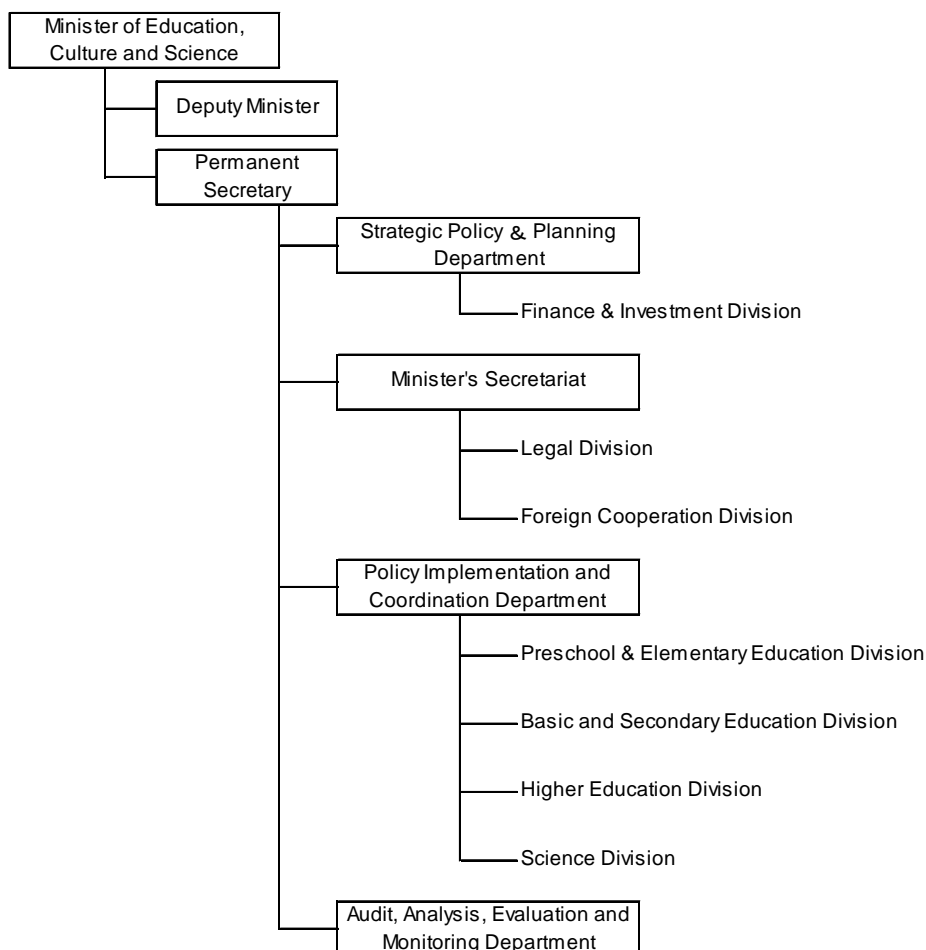 Minister of Education,
Culture and Science
Deputy Minister
Permanent
Secretary
Strategic Policy & Planning
Department
Finance & Investment Division
Minister's Secretariat
Legal Division
Foreign Cooperation Division
Policy Implementation and
Coordination Department
Preschool & Elementary Education Division
Basic and Secondary Education Division
Higher Education Division
Science Division
Audit, Analysis, Evaluation and
Monitoring Department